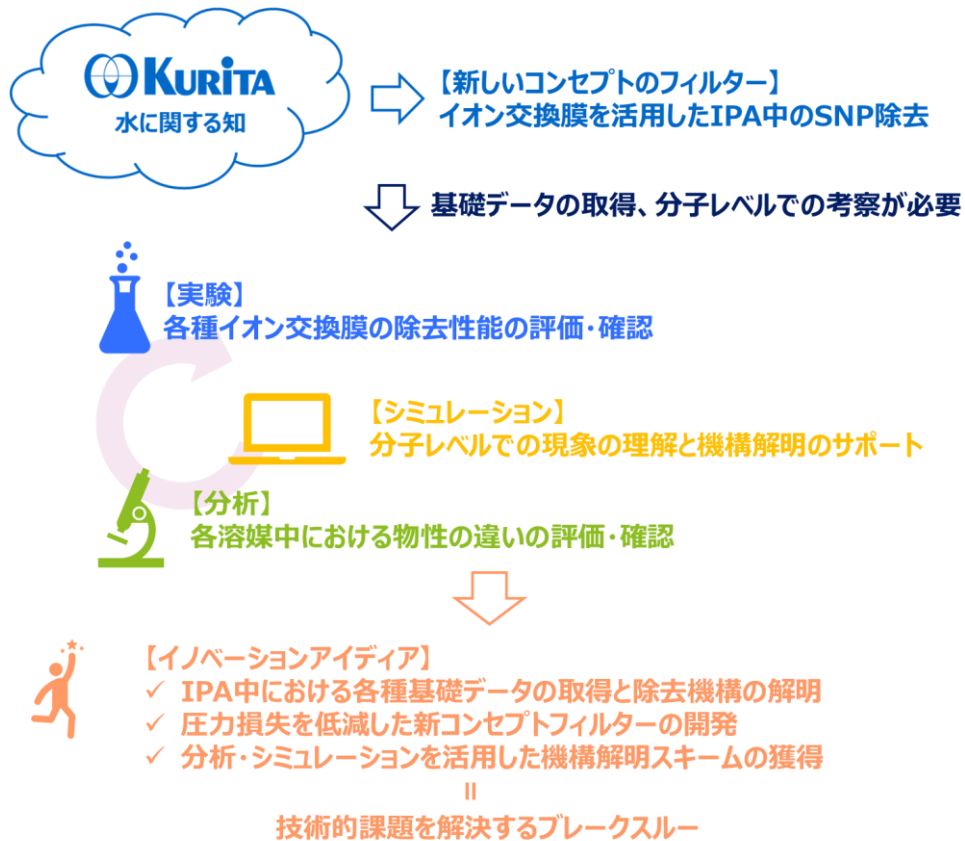 KURITA
水に関する知
【新しいコンセプトのフィルター】
イオン交換膜を活用したIPA中のSNP除去
基礎データの取得、分子レベルでの考察が必要
【実験】
各種イオン交換膜の除去性能の評価・確認
【シミュレーション】
分子レベルでの現象の理解と機構解明のサポート
【分析】
各溶媒中における物性の違いの評価・確認
【イノベーションアイディア】
✓ IPA中における各種基礎データの取得と除去機構の解明
✓ 圧力損失を低減した新コンセプトフィルターの開発
✓ 分析・シミュレーションを活用した機構解明スキームの獲得
=
技術的課題を解決するブレークスルー